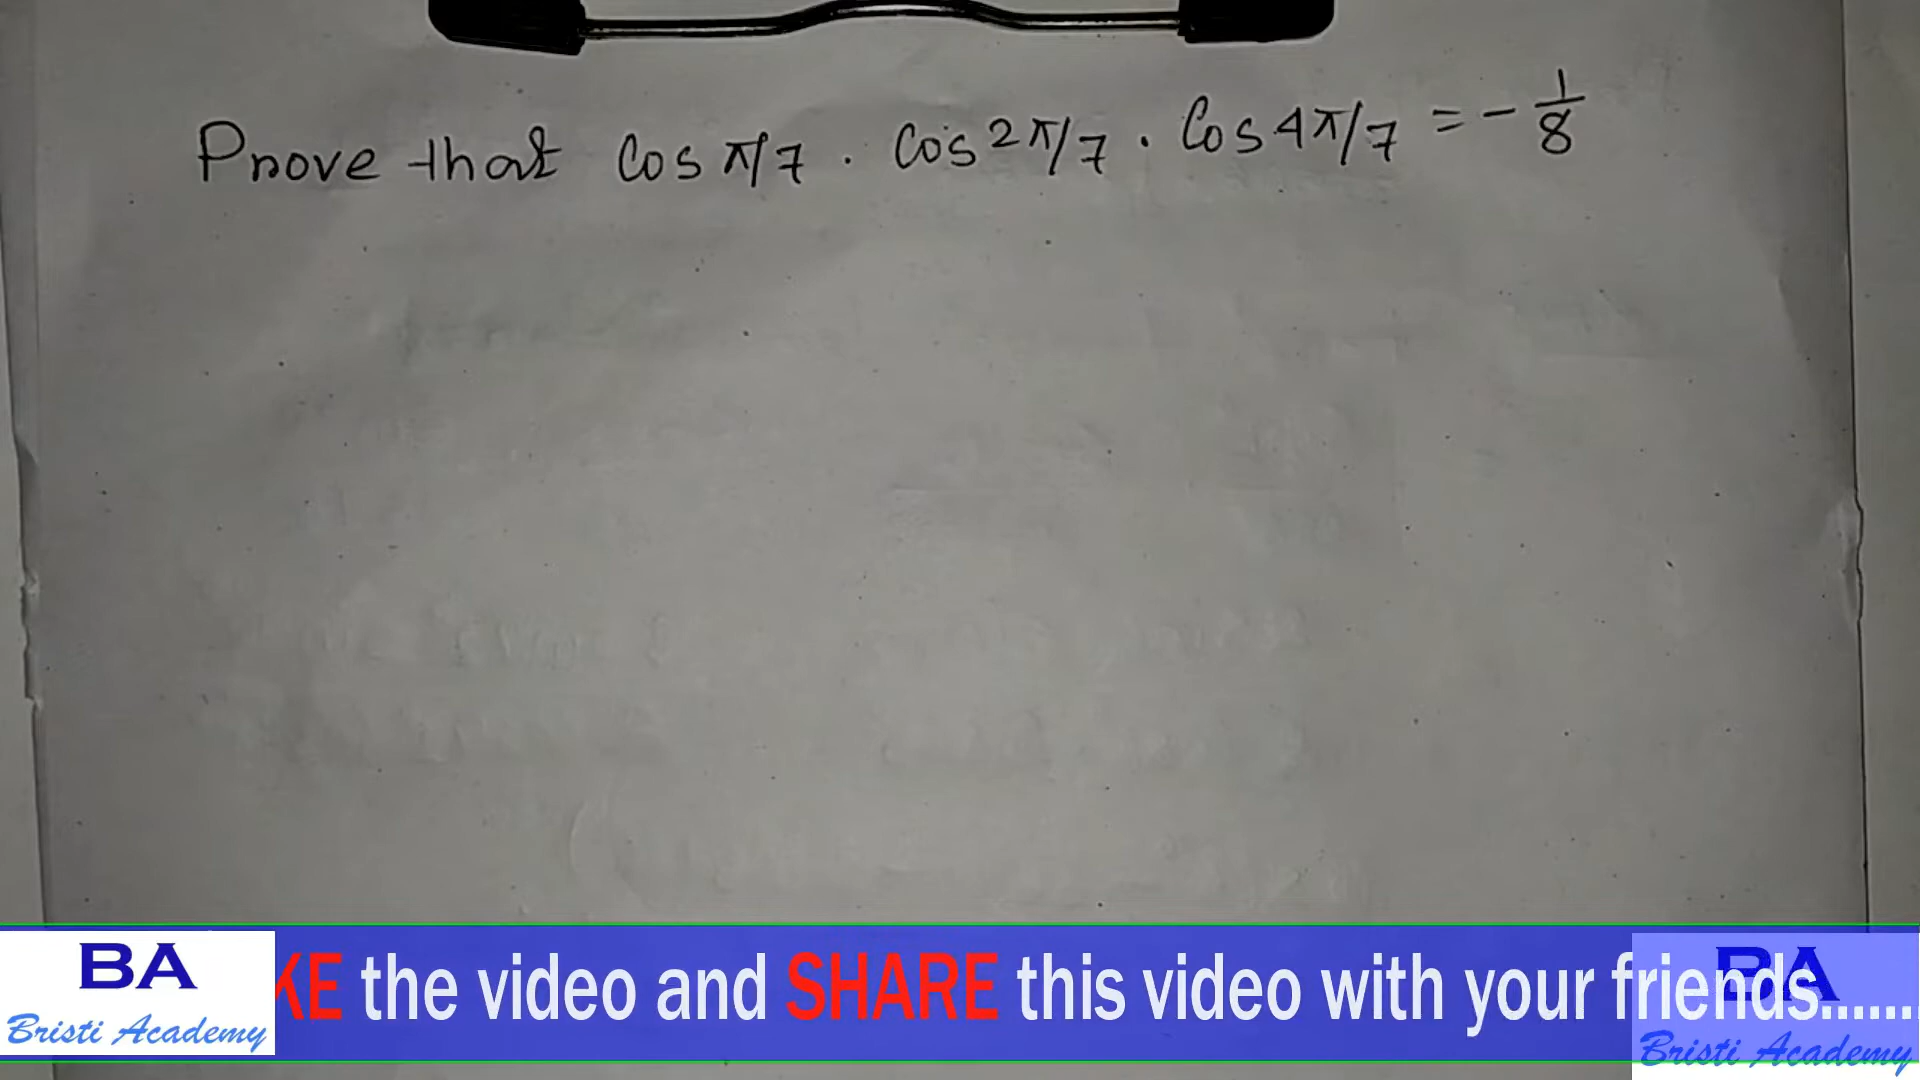 Prove that cos π/7 · cos 2π/7 · cos 4π/7 = - 1/8
BA
Bristi Academy
KE the video and SHARE this video with your friends.......
BA
Bristi Academy